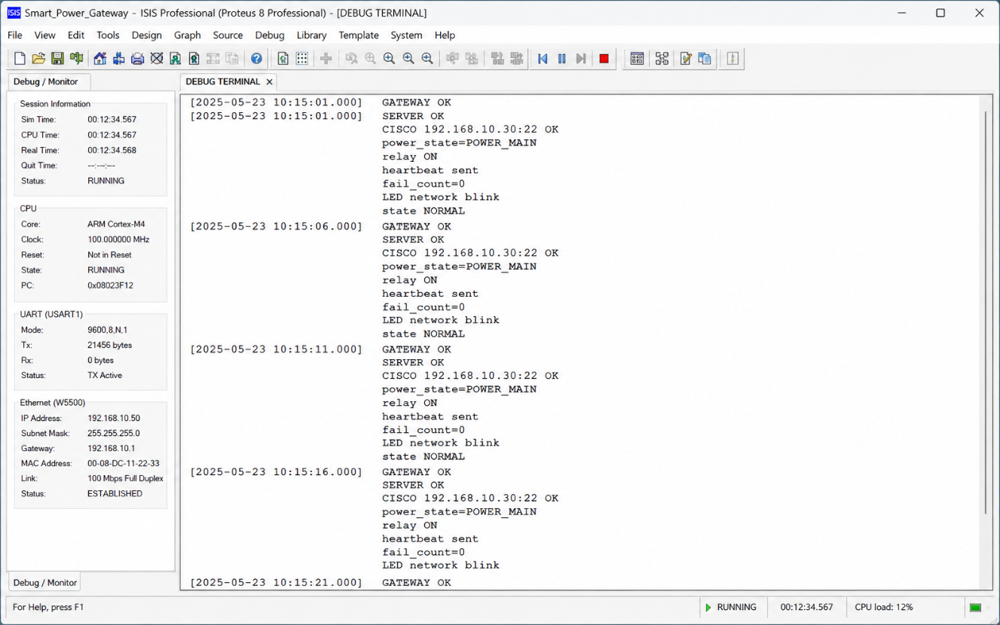 ISIS Smart_Power_Gateway - ISIS Professional (Proteus 8 Professional) - [DEBUG TERMINAL]
File View Edit Tools Design Graph Source Debug Library Template System Help
Debug / Monitor
DEBUG TERMINAL
Session Information
Sim Time: 00:12:34.567
CPU Time: 00:12:34.567
Real Time: 00:12:34.568
Quit Time: --:---:---
Status: RUNNING
CPU
Core: ARM Cortex-M4
Clock: 100.000000 MHz
Reset: Not in Reset
State: RUNNING
PC: 0x08023F12
UART (USART1)
Mode: 9600,8,N,1
Tx: 21456 bytes
Rx: 0 bytes
Status: TX Active
Ethernet (W5500)
IP Address: 192.168.10.50
Subnet Mask: 255.255.255.0
Gateway: 192.168.10.1
MAC Address: 00-08-DC-11-22-33
Link: 100 Mbps Full Duplex
Status: ESTABLISHED
Debug / Monitor
[2025-05-23 10:15:01.000] GATEWAY OK
[2025-05-23 10:15:01.000] SERVER OK
CISCO 192.168.10.30:22 OK
power_state=POWER_MAIN
relay ON
heartbeat sent
fail_count=0
LED network blink
state NORMAL
[2025-05-23 10:15:06.000] GATEWAY OK
SERVER OK
CISCO 192.168.10.30:22 OK
power_state=POWER_MAIN
relay ON
heartbeat sent
fail_count=0
LED network blink
state NORMAL
[2025-05-23 10:15:11.000] GATEWAY OK
SERVER OK
CISCO 192.168.10.30:22 OK
power_state=POWER_MAIN
relay ON
heartbeat sent
fail_count=0
LED network blink
state NORMAL
[2025-05-23 10:15:16.000] GATEWAY OK
SERVER OK
CISCO 192.168.10.30:22 OK
power_state=POWER_MAIN
relay ON
heartbeat sent
fail_count=0
LED network blink
[2025-05-23 10:15:21.000] GATEWAY OK
For Help, press F1
RUNNING
00:12:34.567
CPU load: 12%